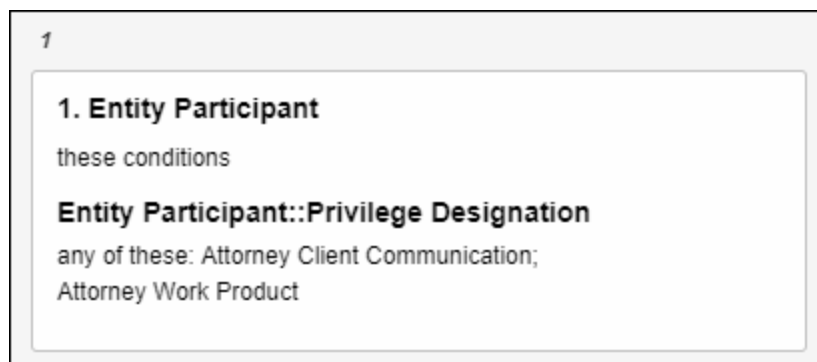 1
1. Entity Participant
these conditions
Entity Participant::Privilege Designation
any of these: Attorney Client Communication;
Attorney Work Product